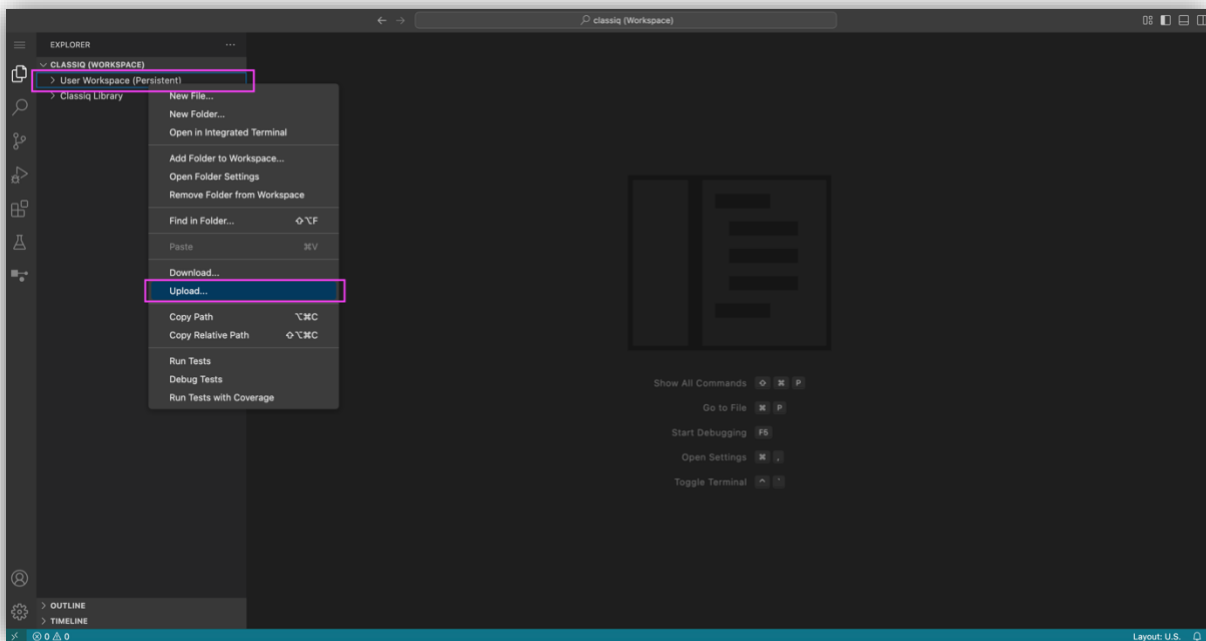 classiq (Workspace)
EXPLORER
CLASSIQ (WORKSPACE)
User Workspace (Persistent)
Classiq Library
New File...
New Folder...
Open in Integrated Terminal
Add Folder to Workspace...
Open Folder Settings
Remove Folder from Workspace
Find in Folder... ⇧⌥F
Paste ⌘V
Download...
Upload...
Copy Path ⌥⌘C
Copy Relative Path ⇧⌥⌘C
Run Tests
Debug Tests
Run Tests with Coverage
Show All Commands ⇧ ⌘ P
Go to File ⌘ P
Start Debugging F5
Open Settings ⌘ ,
Toggle Terminal ^ `
OUTLINE
TIMELINE
0 0 Layout: U.S.